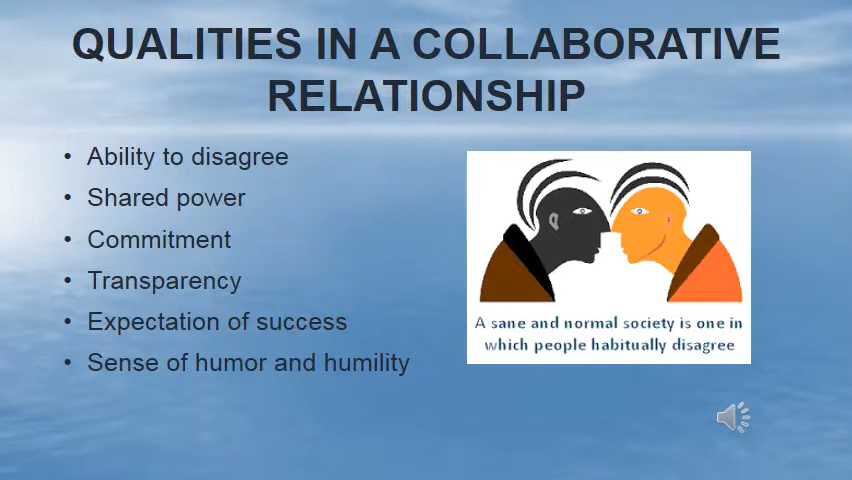 QUALITIES IN A COLLABORATIVE
RELATIONSHIP
• Ability to disagree
• Shared power
• Commitment
• Transparency
• Expectation of success
• Sense of humor and humility
A sane and normal society is one in
which people habitually disagree